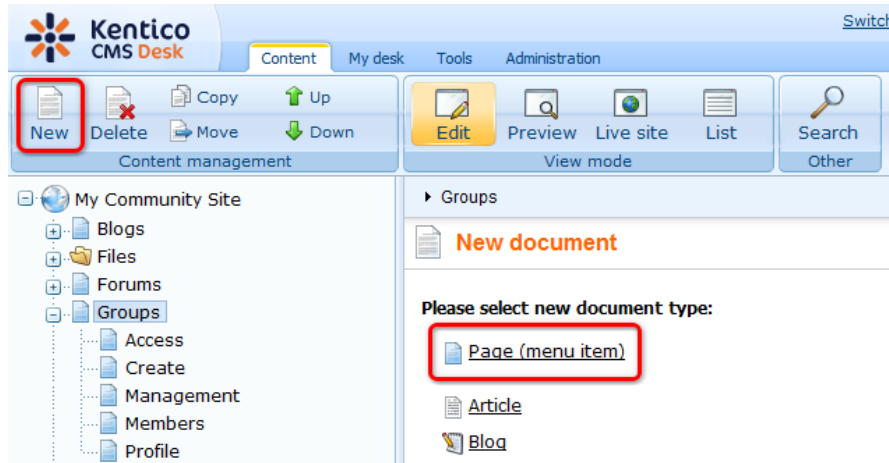 Kentico
CMS Desk
Switch
Content My desk Tools Administration
New Delete Copy Move Up Down
Content management
Edit Preview Live site List
View mode
Search
Other
My Community Site
Blogs
Files
Forums
Groups
Access
Create
Management
Members
Profile
Groups
New document
Please select new document type:
Page (menu item)
Article
Blog